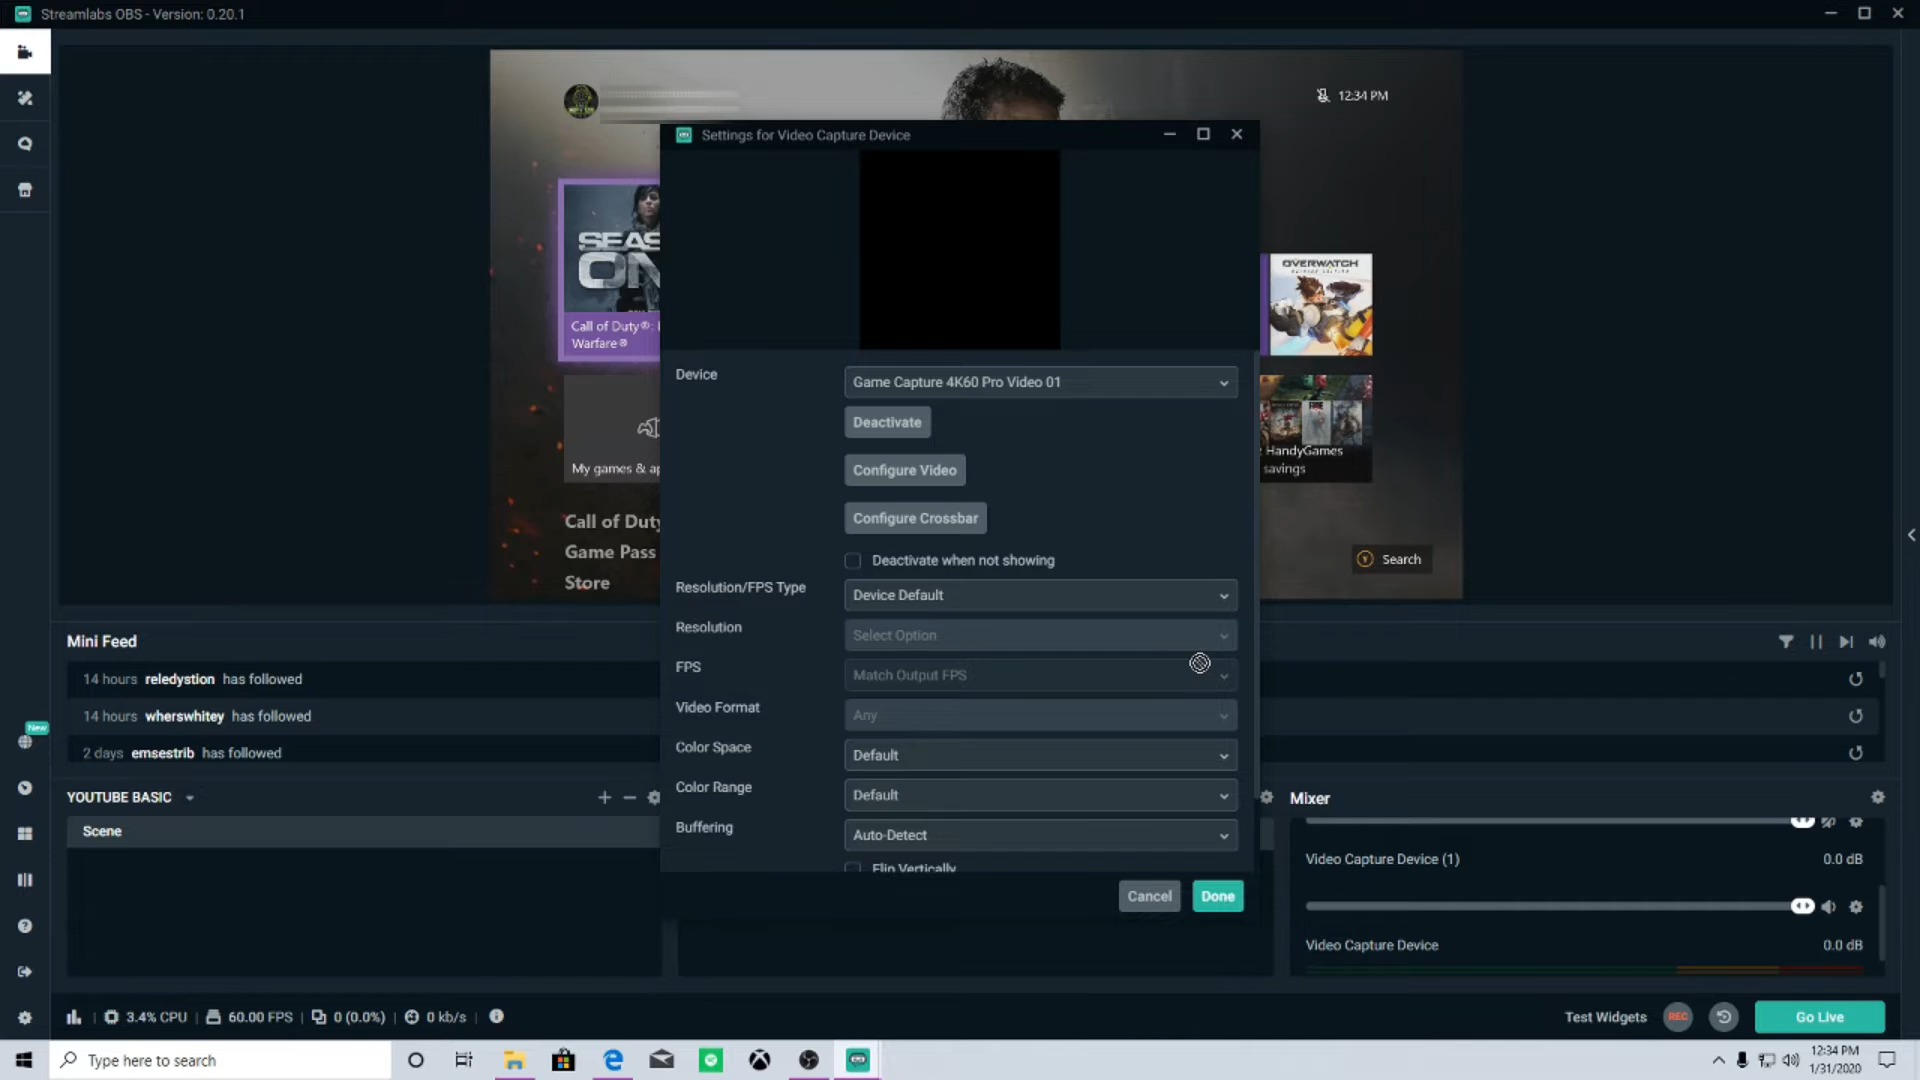 Streamlabs OBS - Version: 0.20.1
12:34 PM
Settings for Video Capture Device
SEAS
ON
Call of Duty®:
Warfare®
My games & ap
Call of Duty
Game Pass
Store
OVERWATCH
HandyGames
savings
Search
Device
Game Capture 4K60 Pro Video 01
Deactivate
Configure Video
Configure Crossbar
Deactivate when not showing
Resolution/FPS Type
Device Default
Resolution
Select Option
FPS
Match Output FPS
Video Format
Any
Color Space
Default
Color Range
Default
Buffering
Auto-Detect
Flip Vertically
Cancel
Done
Mini Feed
14 hours reledystion has followed
14 hours wherswhitey has followed
2 days emsestrib has followed
New
YOUTUBE BASIC
Scene
Mixer
Video Capture Device (1)
0.0 dB
Video Capture Device
0.0 dB
3.4% CPU
60.00 FPS
0 (0.0%)
0 kb/s
Test Widgets
REC
Go Live
Type here to search
12:34 PM
1/31/2020